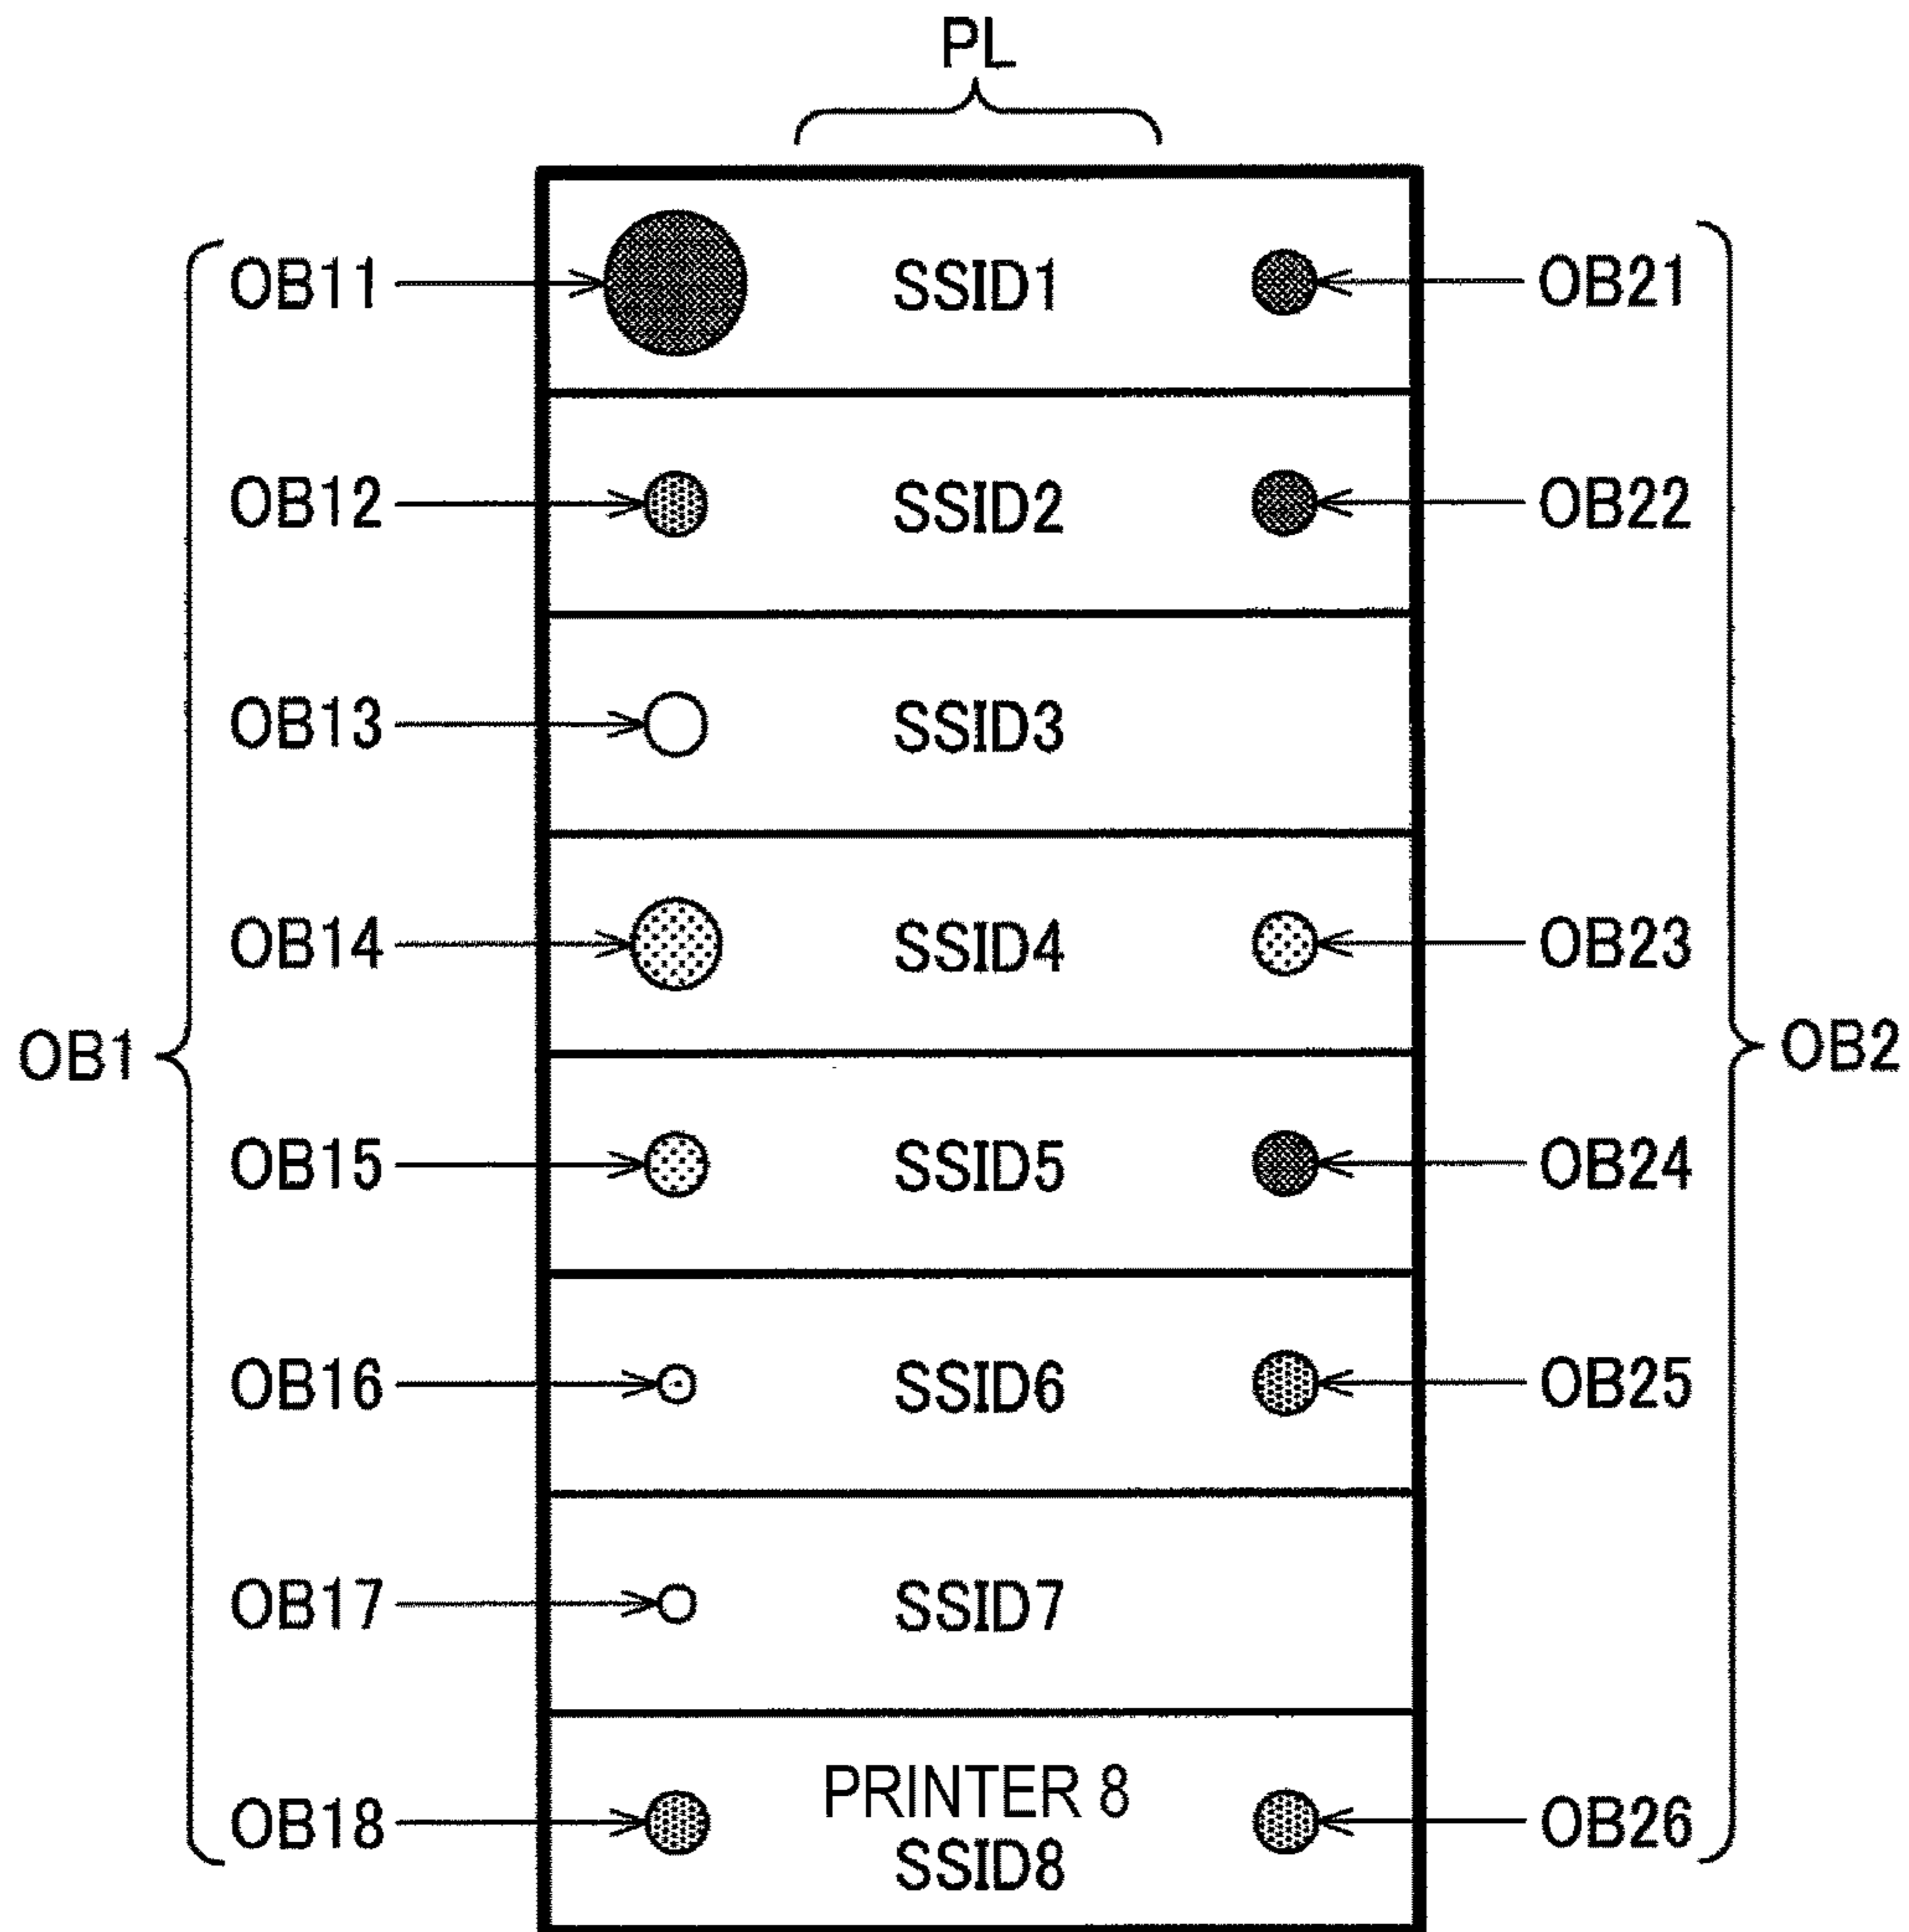 PL
OB11 SSID1 OB21
OB12 SSID2 OB22
OB13 SSID3
OB14 SSID4 OB23
OB1 OB2
OB15 SSID5 OB24
OB16 SSID6 OB25
OB17 SSID7
PRINTER 8
OB18 SSID8 OB26